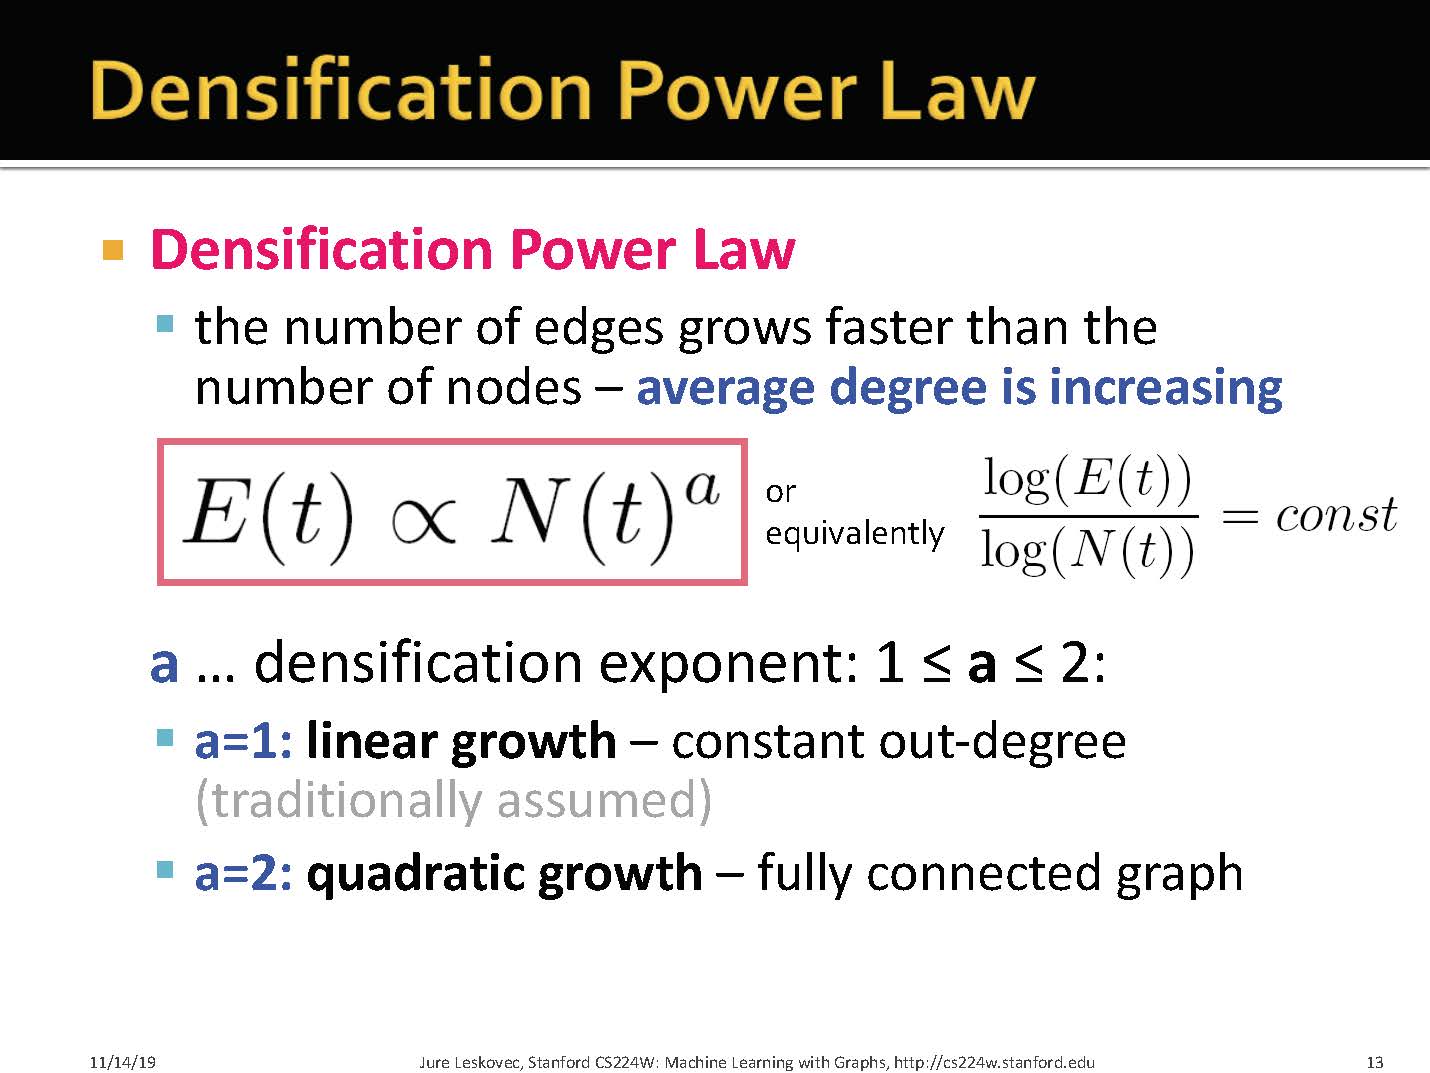 Densification Power Law
Densification Power Law
the number of edges grows faster than the
number of nodes – average degree is increasing
E(t) ∝ N(t)^a
or
equivalently
log(E(t))
log(N(t))
= const
a … densification exponent: 1 ≤ a ≤ 2:
a=1: linear growth – constant out-degree
(traditionally assumed)
a=2: quadratic growth – fully connected graph
11/14/19
Jure Leskovec, Stanford CS224W: Machine Learning with Graphs, http://cs224w.stanford.edu
13